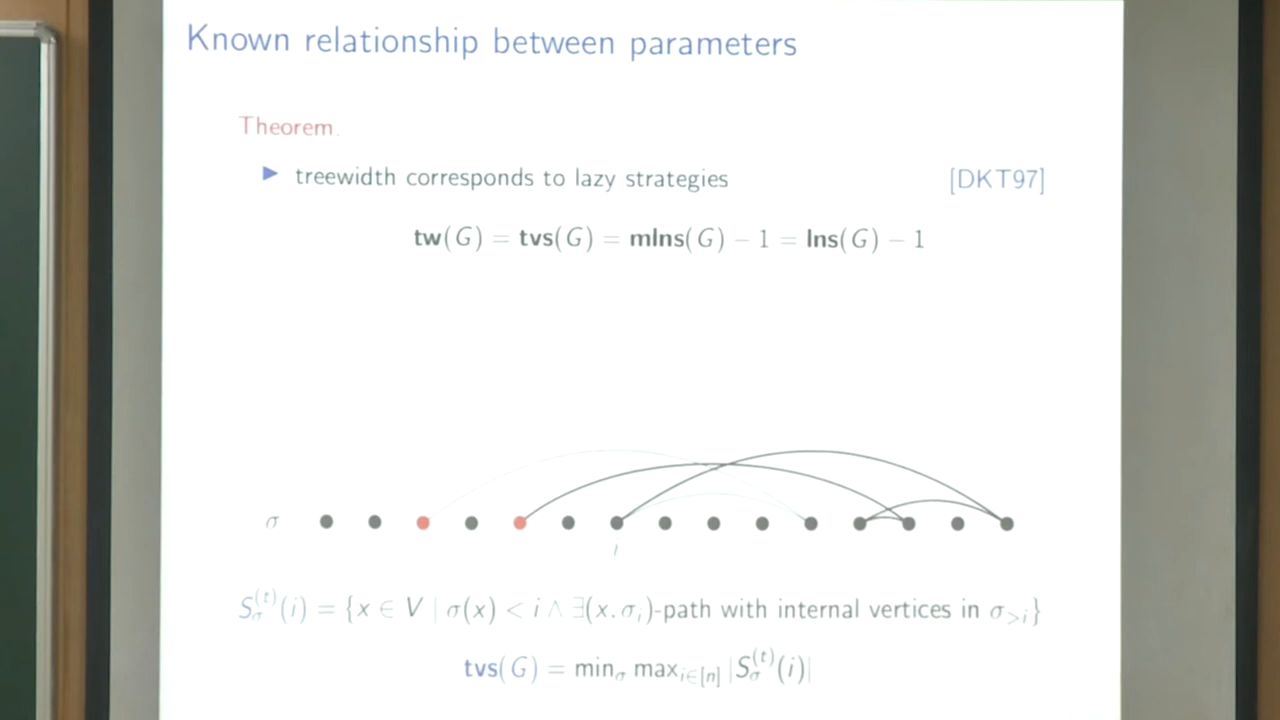 Known relationship between parameters
Theorem.
▶ treewidth corresponds to lazy strategies [DKT97]
tw(G) = tvs(G) = mlns(G) − 1 = lns(G) − 1
σ
i
S_σ^{(t)}(i) = {x ∈ V | σ(x) < i ∧ ∃(x, σ_i)-path with internal vertices in σ_{>i}}
tvs(G) = min_σ max_{i∈[n]} |S_σ^{(t)}(i)|